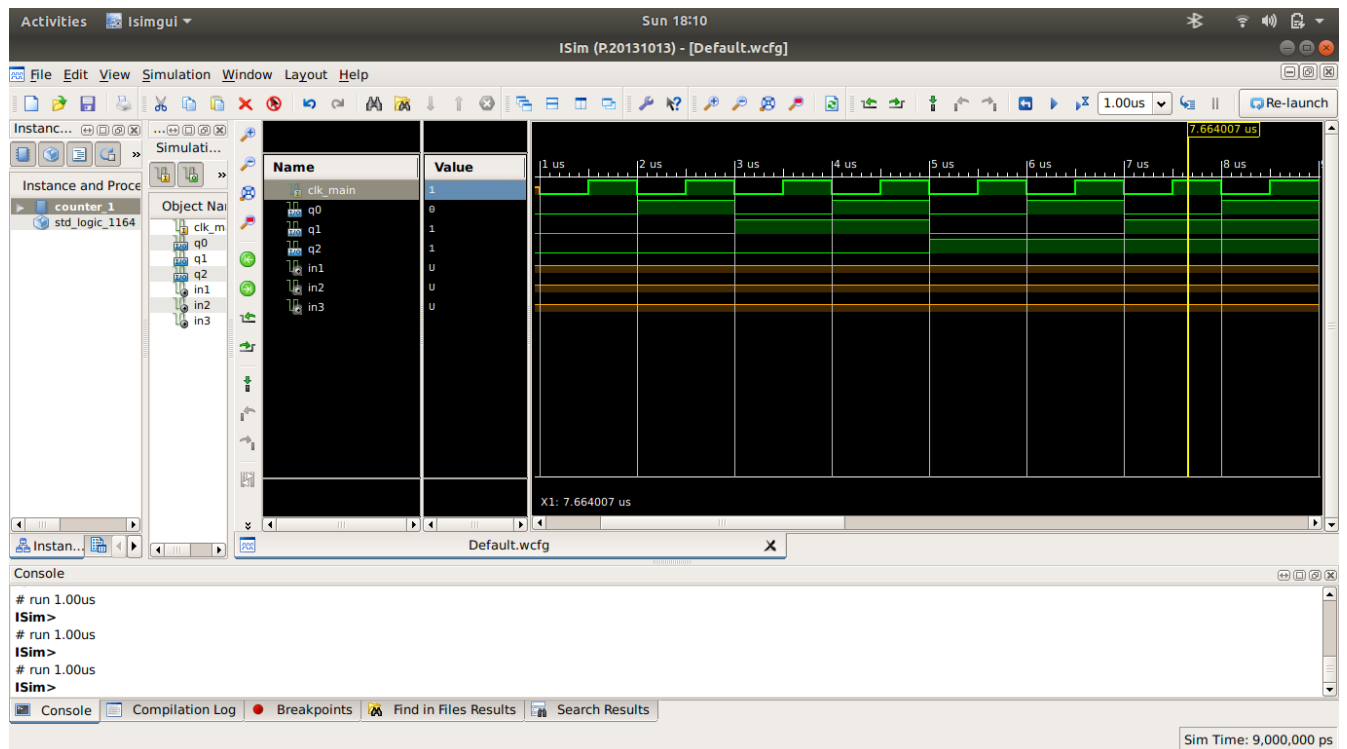 Activities Isimgui Sun 18:10
ISim (P.20131013) - [Default.wcfg]
File Edit View Simulation Window Layout Help
1.00us Re-launch
Instanc... ...
Simulati...
Instance and Proce
counter_1
std_logic_1164
Object Nar
clk_m
q0
q1
q2
in1
in2
in3
Name Value
clk_main 1
q0 0
q1 1
q2 1
in1 U
in2 U
in3 U
7.664007 us
1 us 2 us 3 us 4 us 5 us 6 us 7 us 8 us
X1: 7.664007 us
Instan... Default.wcfg
Console
# run 1.00us
ISim>
# run 1.00us
ISim>
# run 1.00us
ISim>
Console Compilation Log Breakpoints Find in Files Results Search Results
Sim Time: 9,000,000 ps